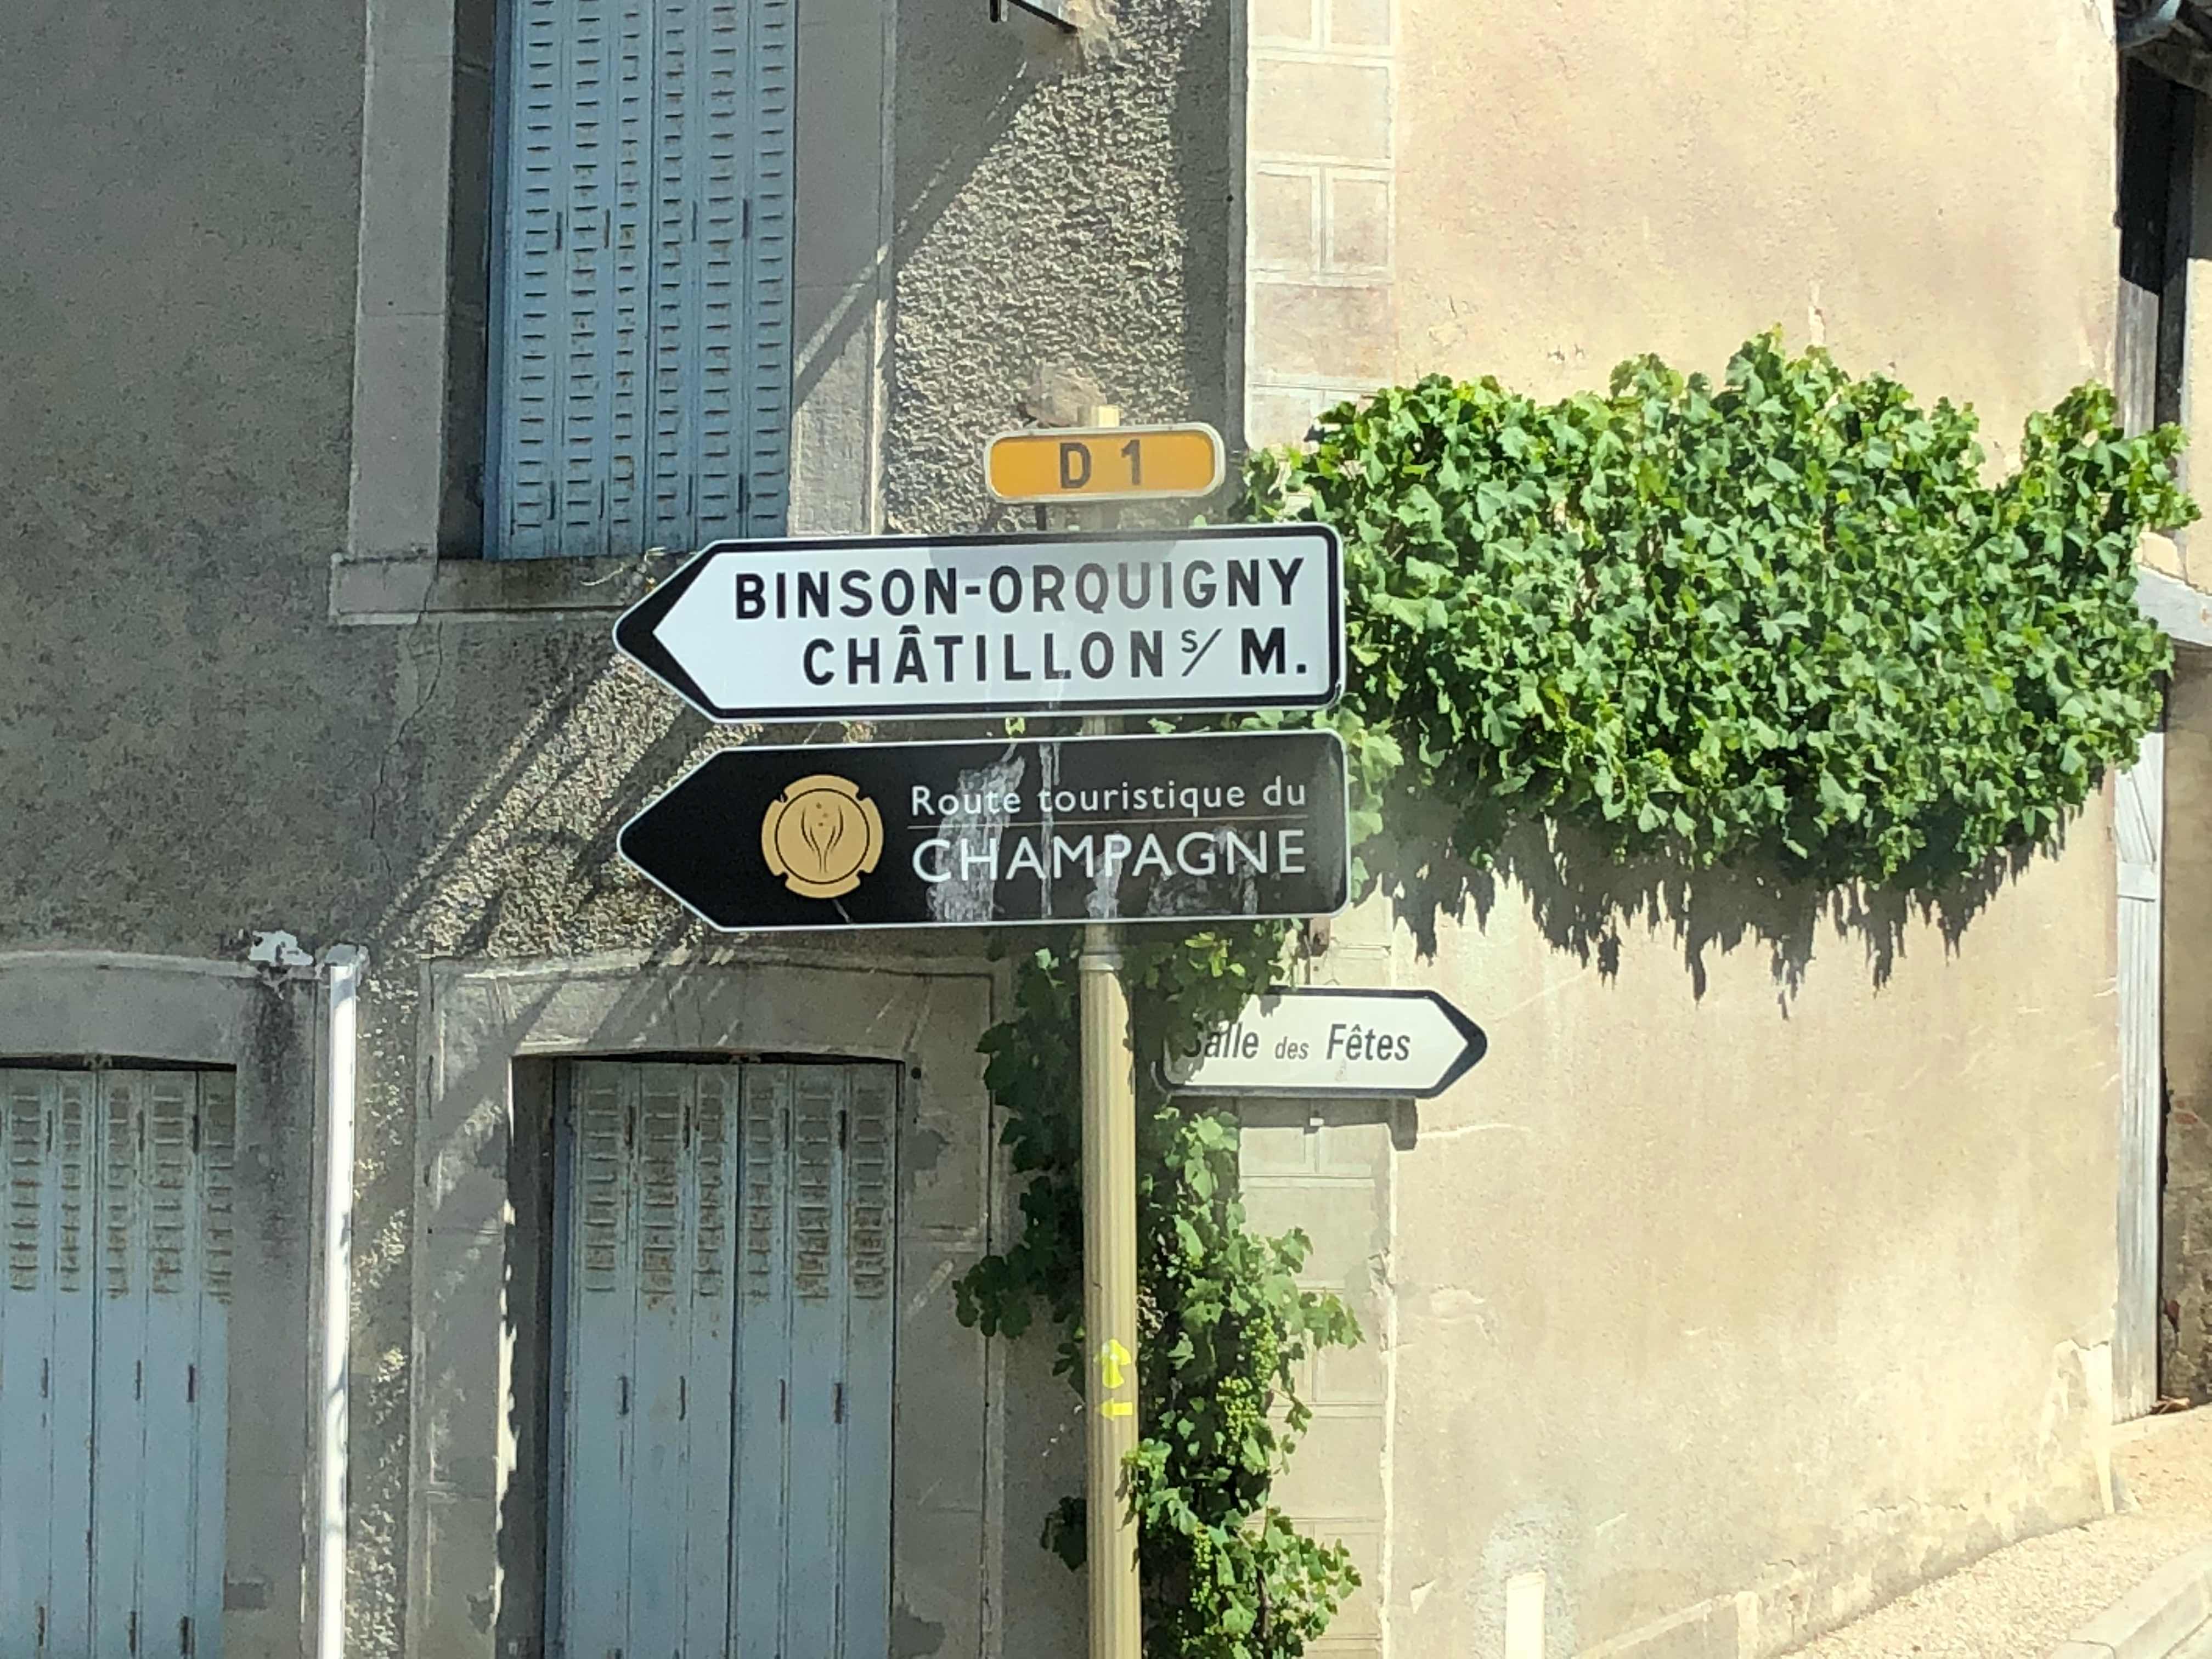 D 1
BINSON-ORQUIGNY
CHÂTILLON S/ M.
Route touristique du
CHAMPAGNE
Salle des Fêtes